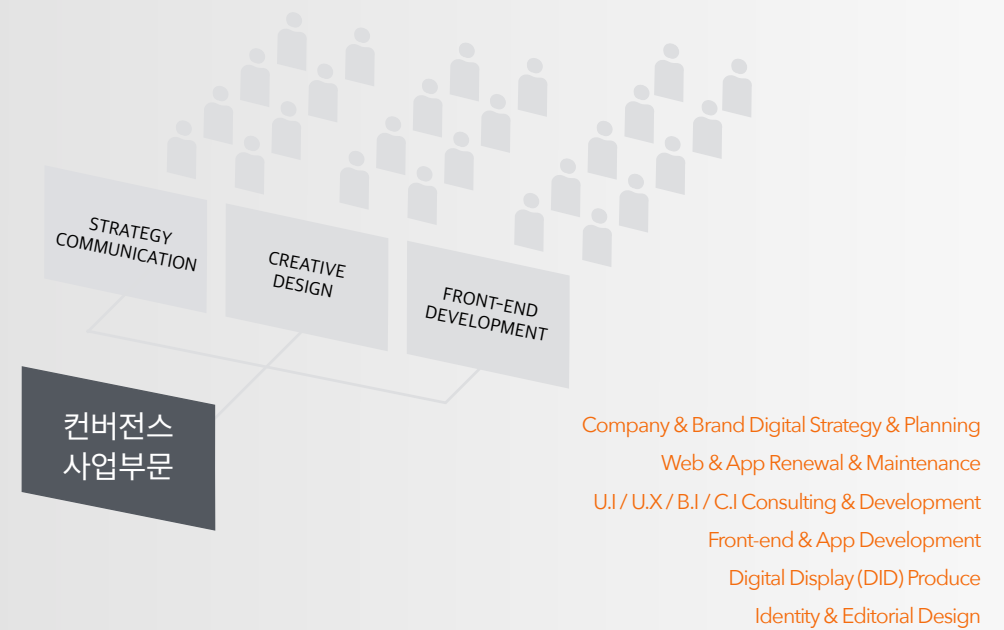 STRATEGY
COMMUNICATION
CREATIVE
DESIGN
FRONT-END
DEVELOPMENT
컨버전스
사업부문
Company & Brand Digital Strategy & Planning
Web & App Renewal & Maintenance
U.I / U.X / B.I / C.I Consulting & Development
Front-end & App Development
Digital Display (DID) Produce
Identity & Editorial Design